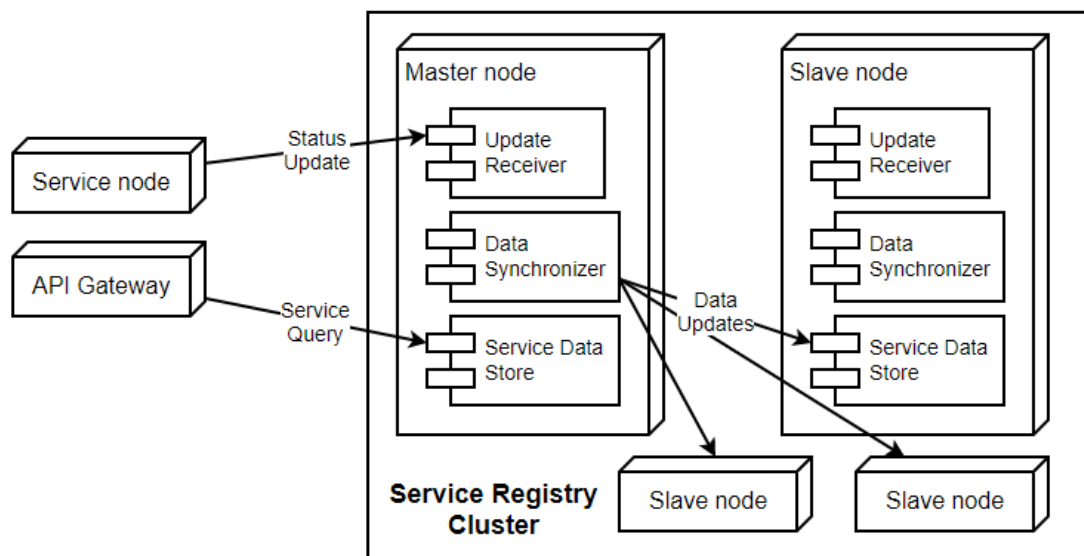 Master node
Slave node
Status
Update
Update
Receiver
Update
Receiver
Service node
Data
Synchronizer
Data
Synchronizer
API Gateway
Service
Query
Data
Updates
Service Data
Store
Service Data
Store
Service Registry
Cluster
Slave node
Slave node